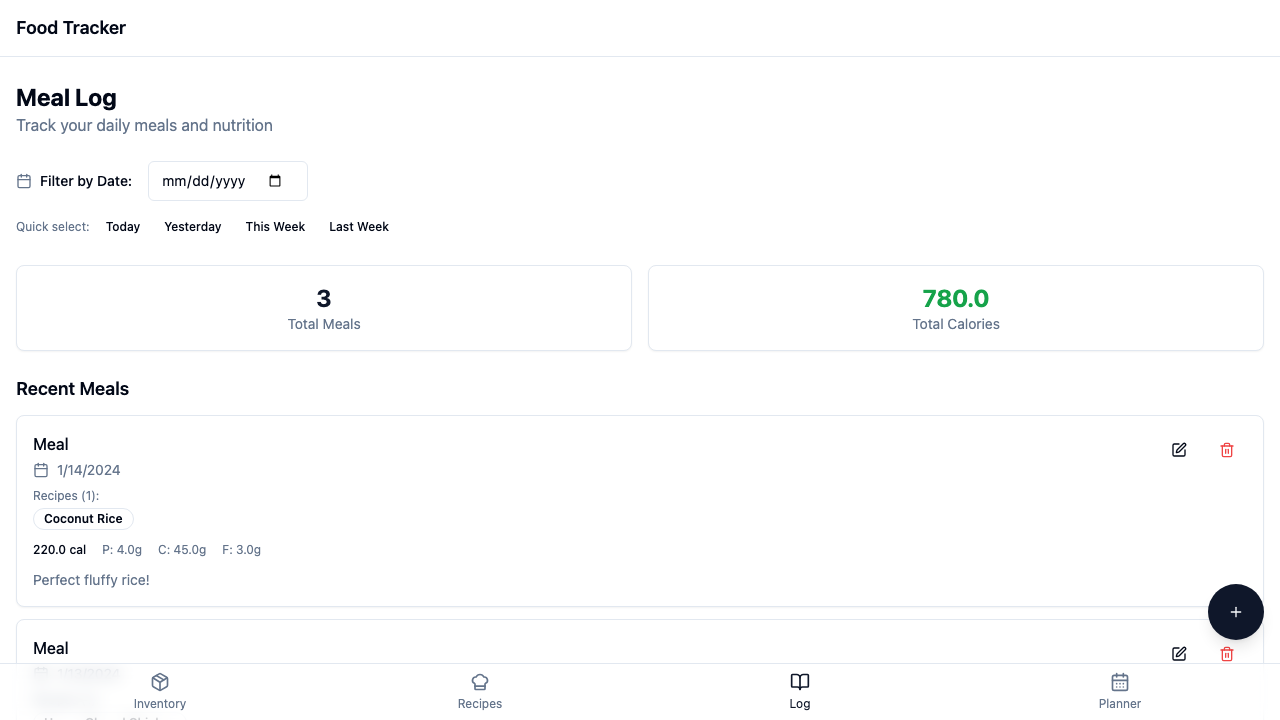 Food Tracker
Meal Log
Track your daily meals and nutrition
Filter by Date: mm/dd/yyyy
Quick select: Today Yesterday This Week Last Week
3
Total Meals
780.0
Total Calories
Recent Meals
Meal
1/14/2024
Recipes (1):
Coconut Rice
220.0 cal P: 4.0g C: 45.0g F: 3.0g
Perfect fluffy rice!
Meal
Inventory Recipes Log Planner